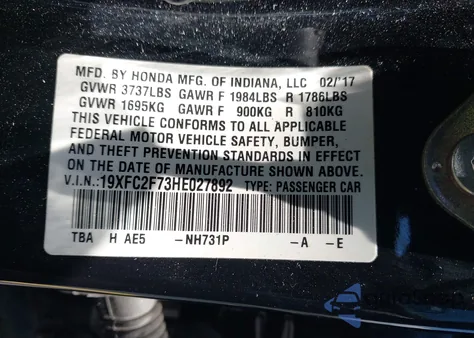 MFD. BY HONDA MFG. OF INDIANA, LLC 02/'17
GVWR 3737LBS GAWR F 1984LBS R 1786LBS
GVWR 1695KG GAWR F 900KG R 810KG
THIS VEHICLE CONFORMS TO ALL APPLICABLE
FEDERAL MOTOR VEHICLE SAFETY, BUMPER,
AND THEFT PREVENTION STANDARDS IN EFFECT
ON THE DATE OF MANUFACTURE SHOWN ABOVE.
V.I.N.:19XFC2F73HE027892 TYPE: PASSENGER CAR
TBA H AE5 -NH731P -A -E